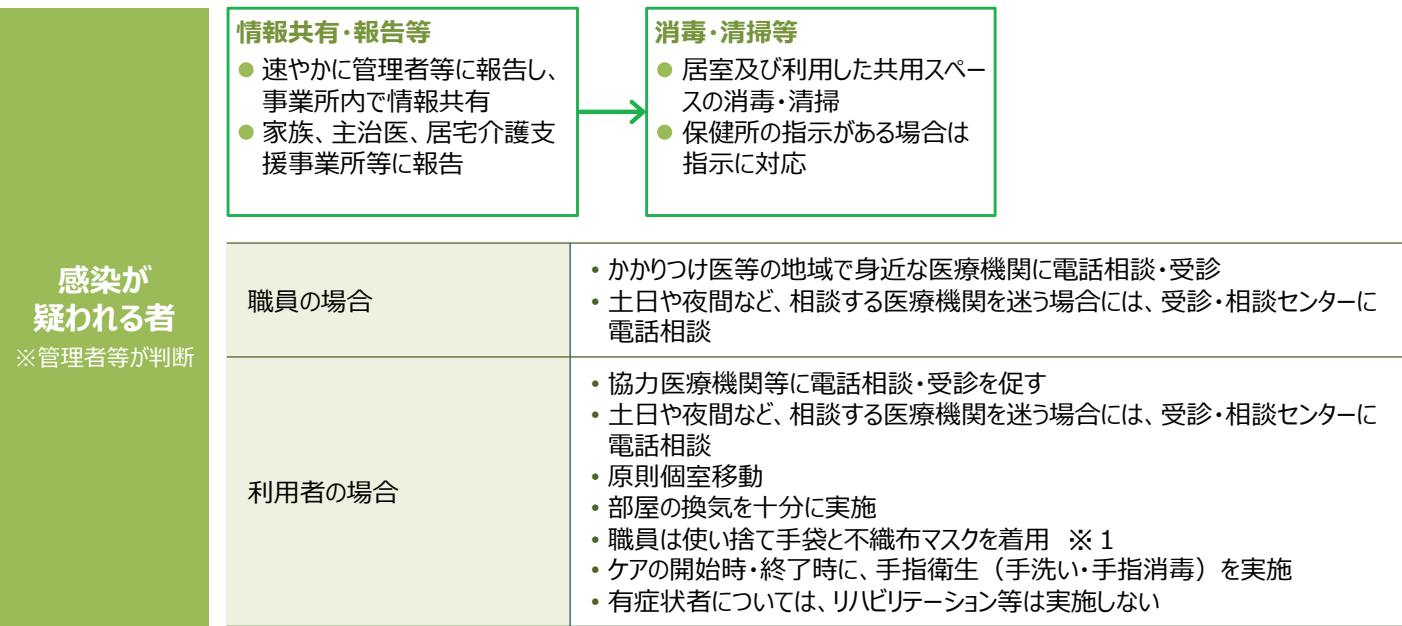 感染が
疑われる者
※管理者等が判断
情報共有・報告等
● 速やかに管理者等に報告し、
事業所内で情報共有
● 家族、主治医、居宅介護支
援事業所等に報告
消毒・清掃等
● 居室及び利用した共用スペー
スの消毒・清掃
● 保健所の指示がある場合は
指示に対応
職員の場合
• かかりつけ医等の地域で身近な医療機関に電話相談・受診
• 土日や夜間など、相談する医療機関を迷う場合には、受診・相談センターに
電話相談
利用者の場合
• 協力医療機関等に電話相談・受診を促す
• 土日や夜間など、相談する医療機関を迷う場合には、受診・相談センターに
電話相談
• 原則個室移動
• 部屋の換気を十分に実施
• 職員は使い捨て手袋と不織布マスクを着用 ※１
• ケアの開始時・終了時に、手指衛生（手洗い・手指消毒）を実施
• 有症状者については、リハビリテーション等は実施しない